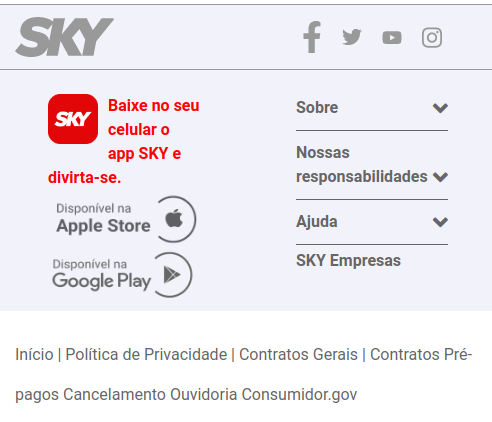 SKY
SKY
Baixe no seu
celular o
app SKY e
divirta-se.
Disponível na
Apple Store
Disponível na
Google Play
Sobre
Nossas
responsabilidades
Ajuda
SKY Empresas
Início | Política de Privacidade | Contratos Gerais | Contratos Pré-
pagos Cancelamento Ouvidoria Consumidor.gov